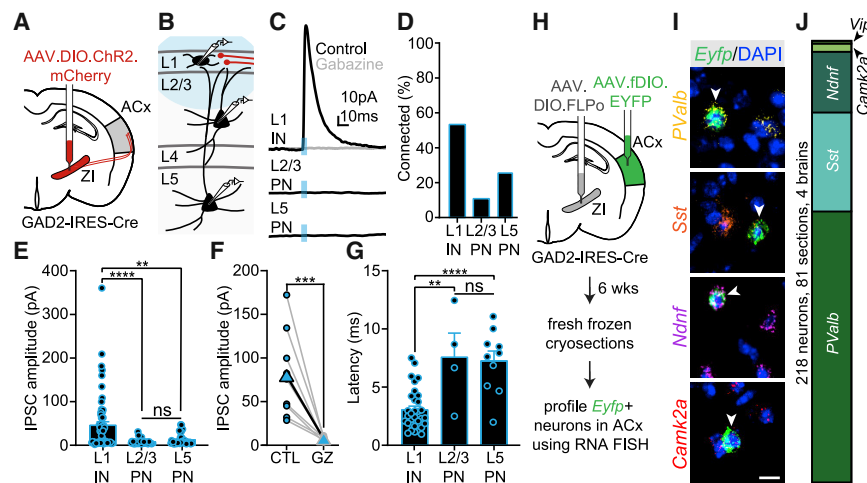 A
AAV.DIO.ChR2.
mCherry
ACx
ZI
GAD2-IRES-Cre
B
L1
L2/3
L4
L5
C
Control
Gabazine
10pA
10ms
L1
IN
L2/3
PN
L5
PN
D
Connected (%)
100
80
60
40
20
0
L1 L2/3 L5
IN PN PN
E
IPSC amplitude (pA)
400
350
300
250
200
150
100
50
0
**
****
ns
L1 L2/3 L5
IN PN PN
F
IPSC amplitude (pA)
200
150
100
50
0
***
CTL GZ
G
Latency (ms)
15
10
5
0
****
** ns
L1 L2/3 L5
IN PN PN
H
AAV.
DIO.FLPo
AAV.fDIO.
EYFP
ACx
ZI
GAD2-IRES-Cre
6 wks
fresh frozen
cryosections
profile Eyfp+
neurons in ACx
using RNA FISH
I
Eyfp/DAPI
PValb
Sst
Ndnf
Camk2a
J
218 neurons, 81 sections, 4 brains
Vip
Camk2a
Ndnf
Sst
PValb